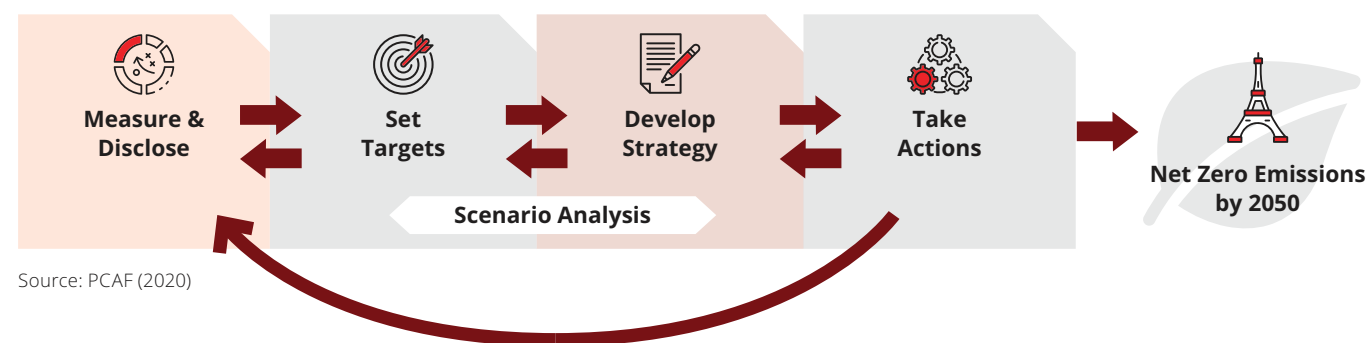 Measure &
Disclose
Set
Targets
Develop
Strategy
Take
Actions
Net Zero Emissions
by 2050
Scenario Analysis
Source: PCAF (2020)